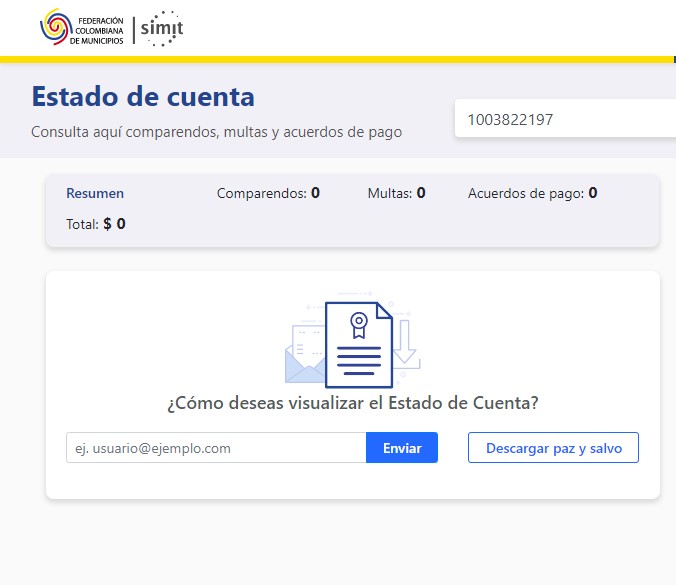 FEDERACIÓN
COLOMBIANA
DE MUNICIPIOS
simit
Estado de cuenta
Consulta aquí comparendos, multas y acuerdos de pago
1003822197
Resumen Comparendos: 0 Multas: 0 Acuerdos de pago: 0
Total: $ 0
¿Cómo deseas visualizar el Estado de Cuenta?
ej. usuario@ejemplo.com Enviar Descargar paz y salvo